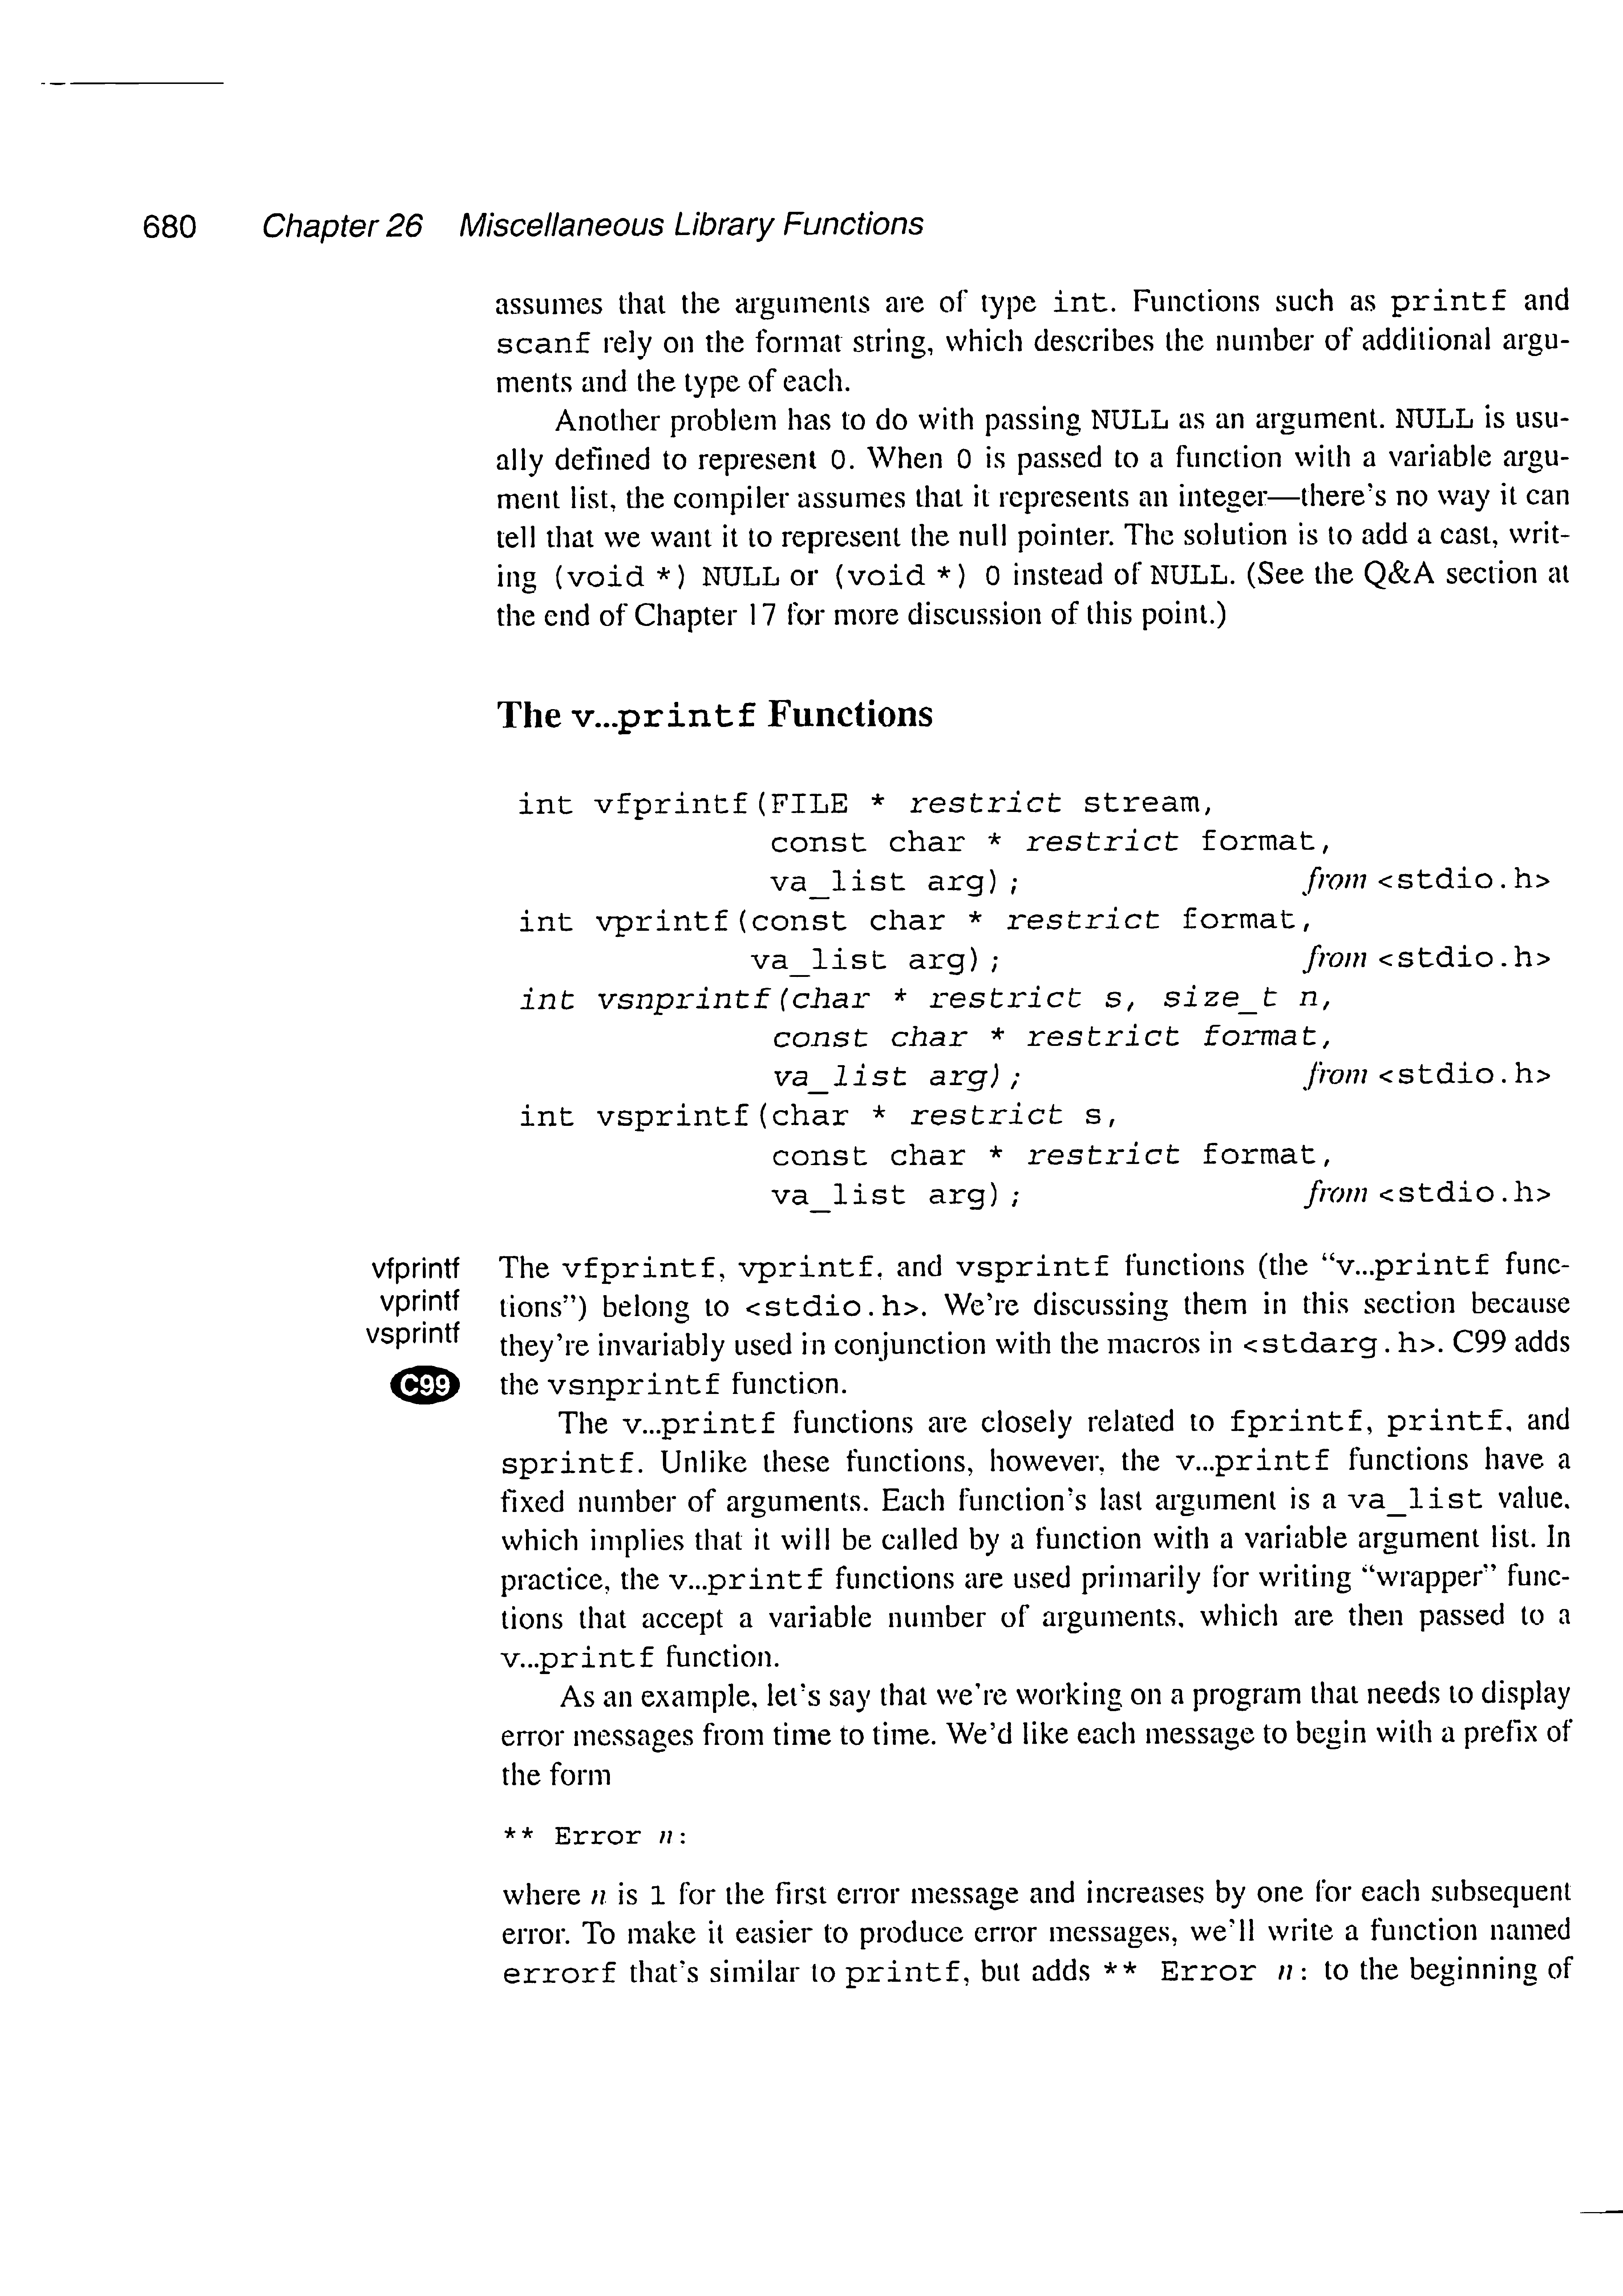 680 Chapter 26 Miscellaneous Library Functions
assumes that the arguments are of type int. Functions such as printf and
scanf rely on the format string, which describes the number of additional argu-
ments and the type of each.
Another problem has to do with passing NULL as an argument. NULL is usu-
ally defined to represent 0. When 0 is passed to a function with a variable argu-
ment list, the compiler assumes that it represents an integer—there's no way it can
tell that we want it to represent the null pointer. The solution is to add a cast, writ-
ing (void *) NULL or (void *) 0 instead of NULL. (See the Q&A section at
the end of Chapter 17 for more discussion of this point.)
The v...printf Functions
int vfprintf(FILE * restrict stream,
const char * restrict format,
va_list arg); from <stdio.h>
int vprintf(const char * restrict format,
va_list arg); from <stdio.h>
int vsnprintf(char * restrict s, size_t n,
const char * restrict format,
va_list arg); from <stdio.h>
int vsprintf(char * restrict s,
const char * restrict format,
va_list arg); from <stdio.h>
vfprintf The vfprintf, vprintf, and vsprintf functions (the "v...printf func-
vprintf tions") belong to <stdio.h>. We're discussing them in this section because
vsprintf they're invariably used in conjunction with the macros in <stdarg.h>. C99 adds
C99 the vsnprintf function.
The v...printf functions are closely related to fprintf, printf, and
sprintf. Unlike these functions, however, the v...printf functions have a
fixed number of arguments. Each function's last argument is a va_list value,
which implies that it will be called by a function with a variable argument list. In
practice, the v...printf functions are used primarily for writing "wrapper" func-
tions that accept a variable number of arguments, which are then passed to a
v...printf function.
As an example, let's say that we're working on a program that needs to display
error messages from time to time. We'd like each message to begin with a prefix of
the form
** Error n:
where n is 1 for the first error message and increases by one for each subsequent
error. To make it easier to produce error messages, we'll write a function named
errorf that's similar to printf, but adds ** Error n: to the beginning of